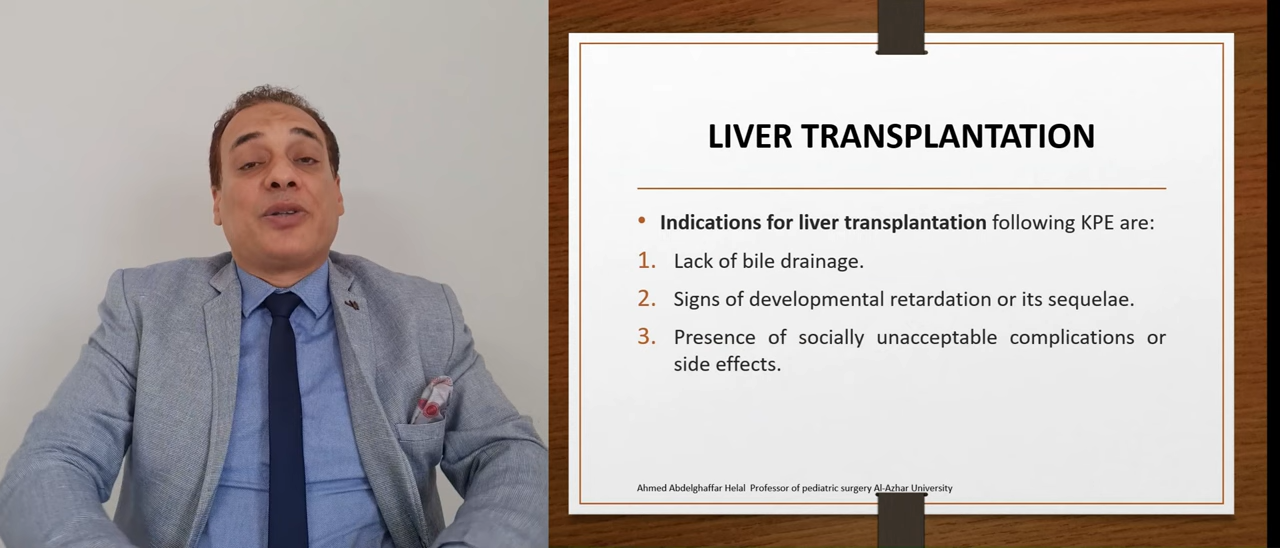 LIVER TRANSPLANTATION
• Indications for liver transplantation following KPE are:
1. Lack of bile drainage.
2. Signs of developmental retardation or its sequelae.
3. Presence of socially unacceptable complications or
side effects.
Ahmed Abdelghaffar Helal Professor of pediatric surgery Al-Azhar University